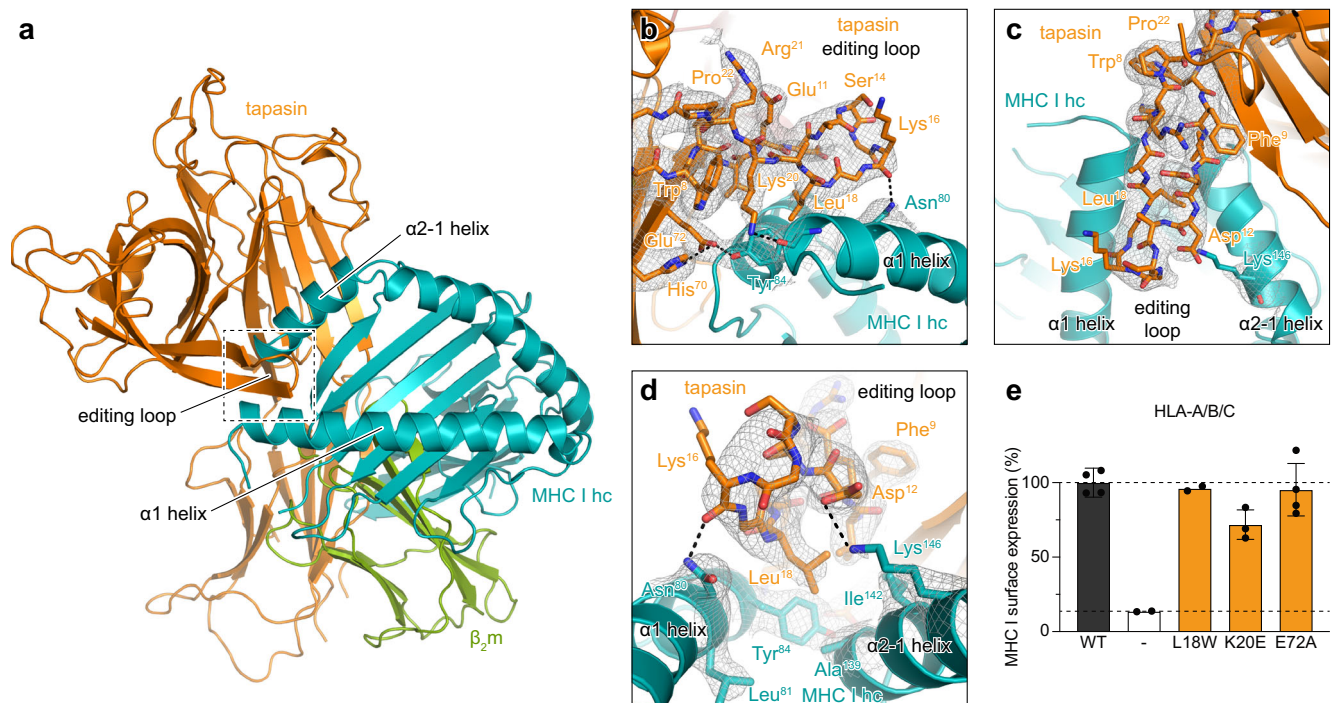 a
tapasin
α2-1 helix
editing loop
α1 helix
MHC I hc
β₂m
b
tapasin
editing loop
Arg²¹
Pro²²
Glu¹¹
Ser¹⁴
Lys¹⁶
Trp⁸
Lys²⁰
Leu¹⁸
Asn⁸⁰
Glu⁷²
α1 helix
His⁷⁰
Tyr⁸⁴
MHC I hc
c
Pro²²
tapasin
Trp⁸
MHC I hc
Phe⁹
Leu¹⁸
Asp¹²
Lys¹⁶
Lys¹⁴⁶
α1 helix
editing
loop
α2-1 helix
d
tapasin
editing loop
Phe⁹
Lys¹⁶
Asp¹²
Lys¹⁴⁶
Leu¹⁸
Asn⁸⁰
Ile¹⁴²
α1 helix
α2-1 helix
Tyr⁸⁴
Ala¹³⁹
Leu⁸¹
MHC I hc
e
HLA-A/B/C
MHC I surface expression (%)
100
50
0
WT
-
L18W
K20E
E72A